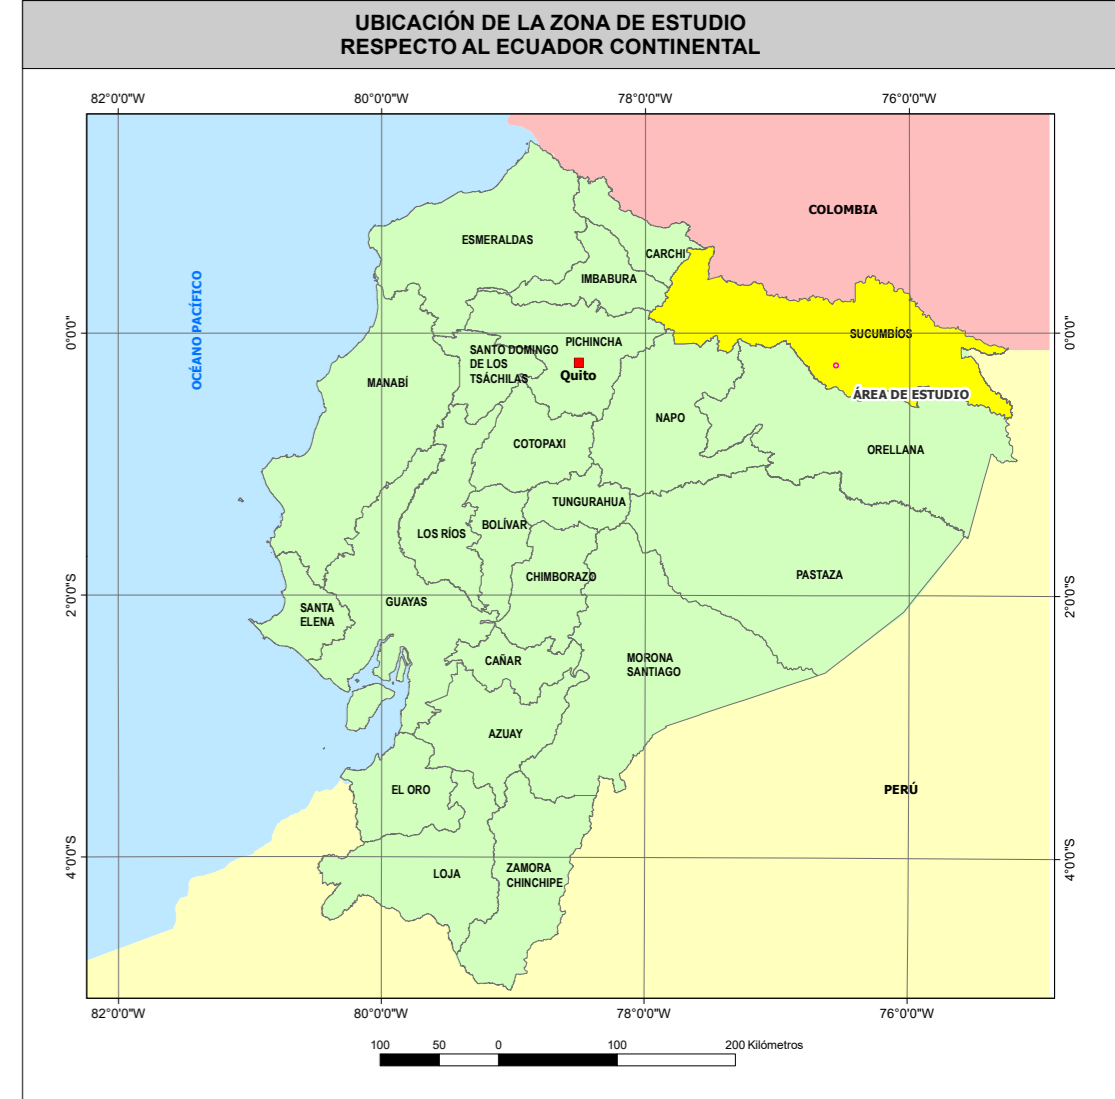 UBICACIÓN DE LA ZONA DE ESTUDIO
RESPECTO AL ECUADOR CONTINENTAL
82°0'0"W
80°0'0"W
78°0'0"W
76°0'0"W
COLOMBIA
ESMERALDAS
CARCHI
IMBABURA
OCÉANO PACÍFICO
0°0'0"
SUCUMBÍOS
0°0'0"
PICHINCHA
SANTO DOMINGO
DE LOS
TSÁCHILAS
Quito
MANABÍ
ÁREA DE ESTUDIO
NAPO
COTOPAXI
ORELLANA
TUNGURAHUA
BOLÍVAR
LOS RÍOS
CHIMBORAZO
PASTAZA
2°0'0"S
2°0'0"S
GUAYAS
SANTA
ELENA
CAÑAR
MORONA
SANTIAGO
AZUAY
EL ORO
PERÚ
4°0'0"S
4°0'0"S
LOJA
ZAMORA
CHINCHIPE
82°0'0"W
80°0'0"W
78°0'0"W
76°0'0"W
100
50
0
100
200 Kilómetros